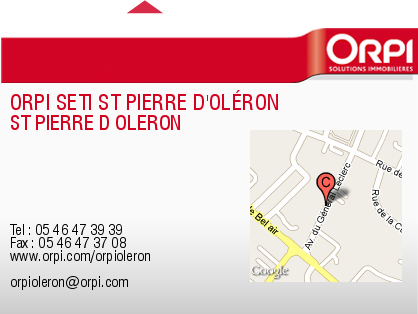 ORPI
SOLUTIONS IMMOBILIÈRES
ORPI SETI ST PIERRE D'OLÉRON
ST PIERRE D OLERON
Tel : 05 46 47 39 39
Fax : 05 46 47 37 08
www.orpi.com/orpioleron
orpioleron@orpi.com
C
Rue de
Av. du Général Leclerc
Rue de la C
e Bel air
Google